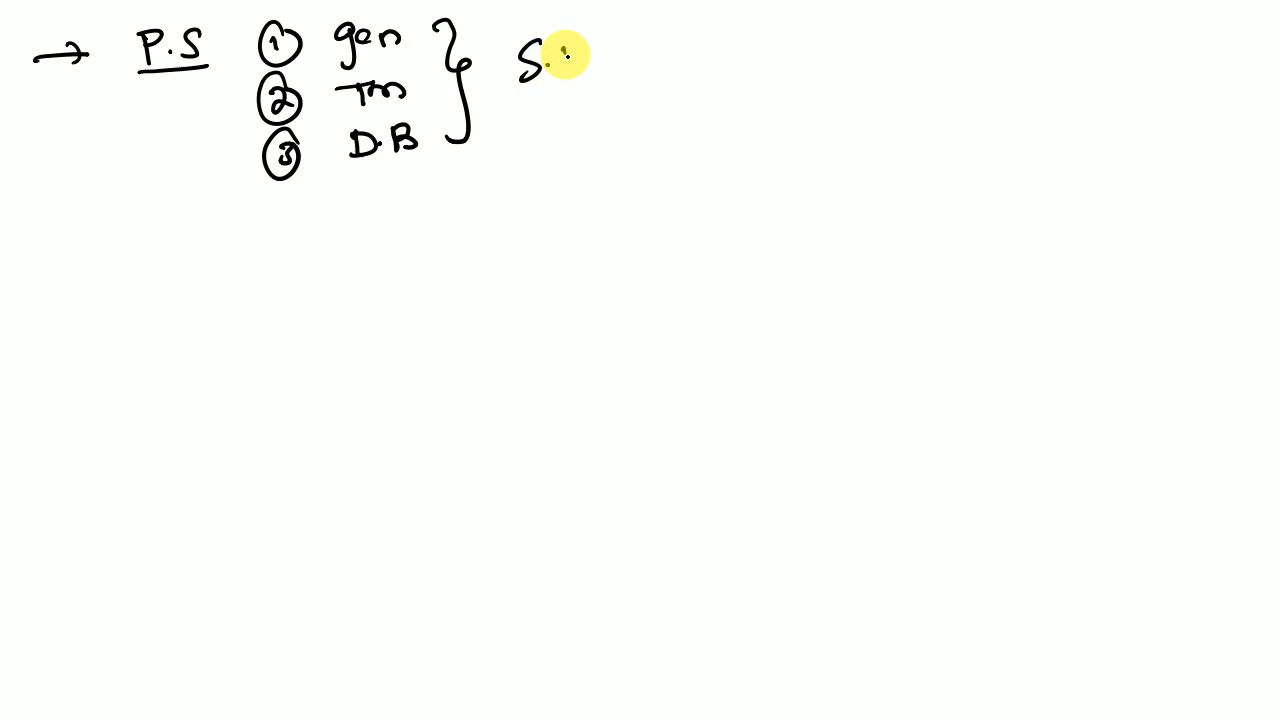 → P.S ① gen } S.
② Tm
③ D.B